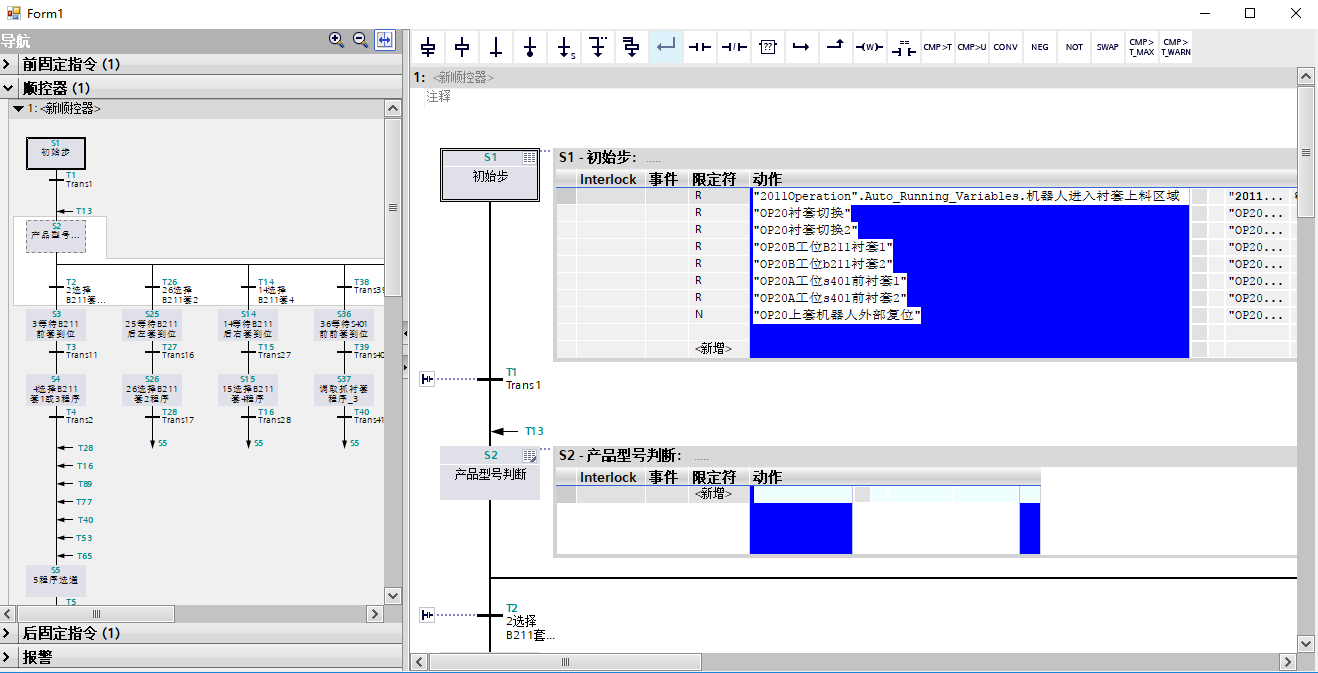 Form1
导航
前固定指令 (1)
顺控器 (1)
1: <新顺控器>
S1
初始步
T1
Trans1
T13
S2
产品型号...
T2
2选择
B211套...
T26
26选择
B211套2
T14
14选择
B211套4
T38
Trans39
S3
3等待B211
前前套到位
S25
25等待B211
后左套到位
S14
14等待B211
后右套到位
S36
36等待S401
前前套到位
T3
Trans11
T27
Trans16
T15
Trans27
T39
Trans40
S4
4选择B211
套1或3程序
S26
26选择B211
套2程序
S15
15选择B211
套4程序
S37
调取抓衬套
程序_3
T4
Trans2
T28
Trans17
T16
Trans28
T40
Trans41
S5
S5
S5
T28
T16
T89
T77
T40
T53
T65
S5
5程序选通
T5
后固定指令 (1)
报警
S
??
(W)
==
CMP>T
CMP>U
CONV
NEG
NOT
SWAP
CMP>
T_MAX
CMP>
T_WARN
1: <新顺控器>
注释
S1
初始步
S1 - 初始步: .....
Interlock 事件 限定符 动作
R "2011Operation".Auto_Running_Variables.机器人进入衬套上料区域 "2011...
R "OP20衬套切换" "OP20...
R "OP20衬套切换2" "OP20...
R "OP20B工位B211衬套1" "OP20...
R "OP20B工位b211衬套2" "OP20...
R "OP20A工位s401前衬套1" "OP20...
R "OP20A工位s401前衬套2" "OP20...
N "OP20上套机器人外部复位" "OP20...
<新增>
T1
Trans1
T13
S2
产品型号判断
S2 - 产品型号判断: .....
Interlock 事件 限定符 动作
<新增>
T2
2选择
B211套...